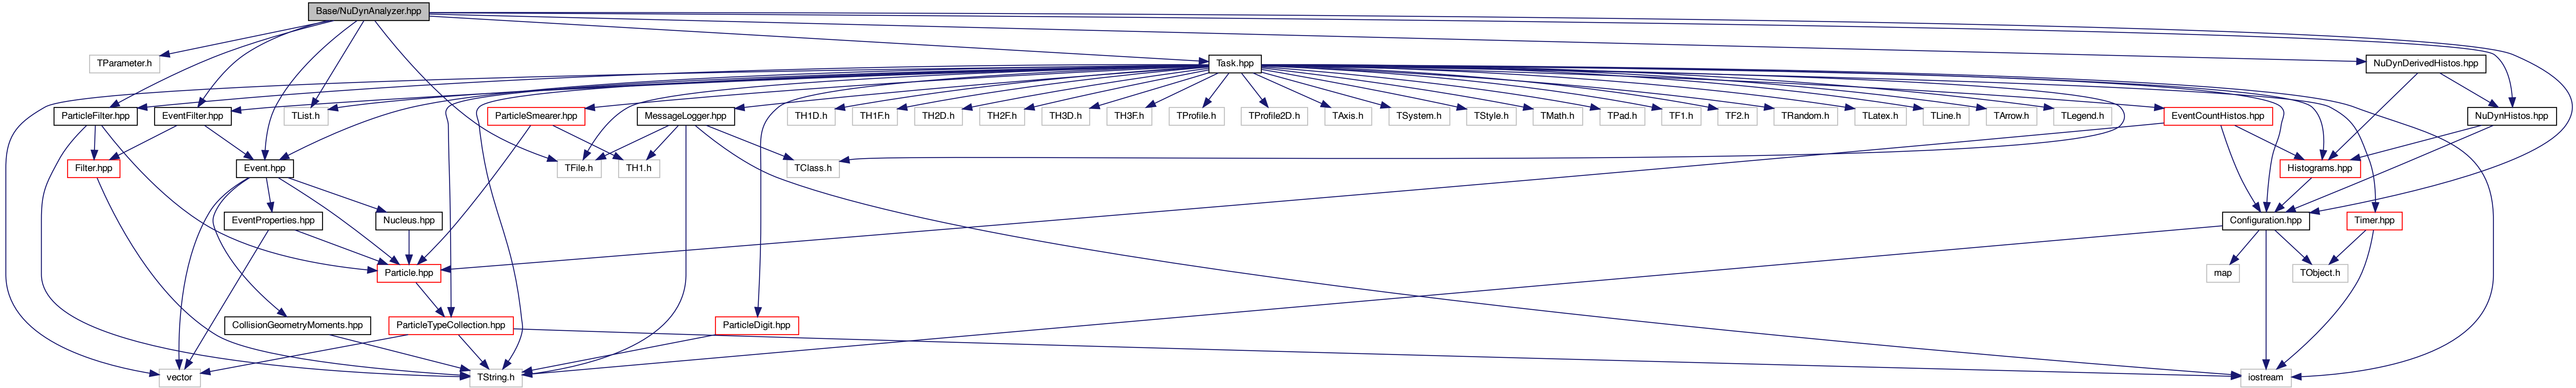 Base/NuDynAnalyzer.hpp
TParameter.h
Task.hpp
NuDynDerivedHistos.hpp
ParticleFilter.hpp
EventFilter.hpp
TList.h
ParticleSmearer.hpp
MessageLogger.hpp
TH1D.h
TH1F.h
TH2D.h
TH2F.h
TH3D.h
TH3F.h
TProfile.h
TProfile2D.h
TAxis.h
TSystem.h
TStyle.h
TMath.h
TPad.h
TF1.h
TF2.h
TRandom.h
TLatex.h
TLine.h
TArrow.h
TLegend.h
EventCountHistos.hpp
NuDynHistos.hpp
Filter.hpp
Event.hpp
TFile.h
TH1.h
TClass.h
Histograms.hpp
EventProperties.hpp
Nucleus.hpp
Configuration.hpp
Timer.hpp
Particle.hpp
map
TObject.h
CollisionGeometryMoments.hpp
ParticleTypeCollection.hpp
ParticleDigit.hpp
vector
TString.h
iostream